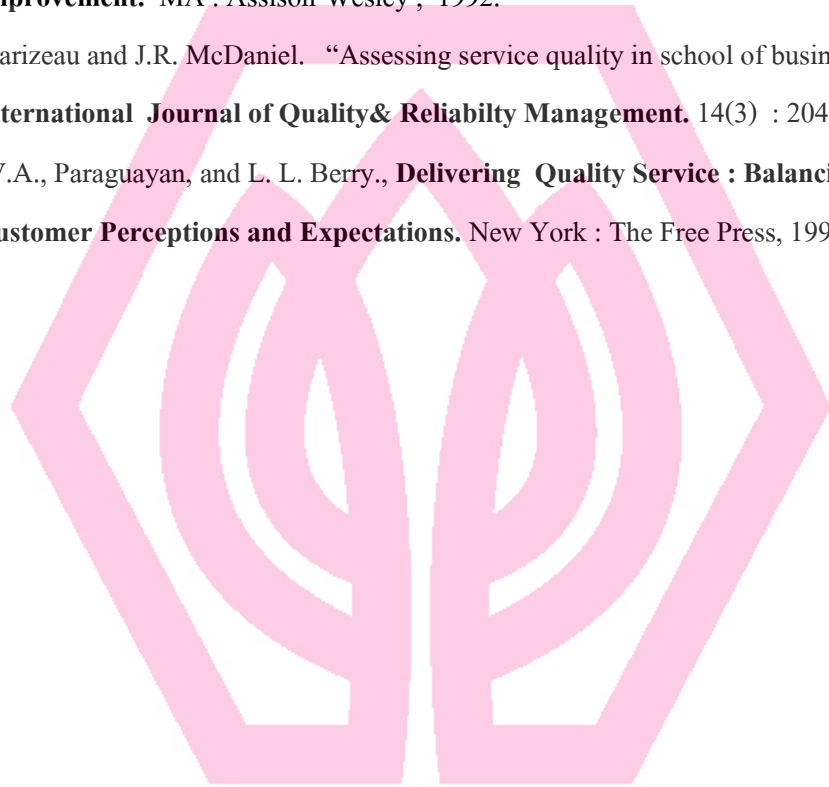 mprovement. MA : Assison-Wesley , 1992.
arizeau and J.R. McDaniel. “Assessing service quality in school of busin
ternational Journal of Quality& Reliabilty Management. 14(3) : 204
.A., Paraguayan, and L. L. Berry., Delivering Quality Service : Balanci
ustomer Perceptions and Expectations. New York : The Free Press, 199